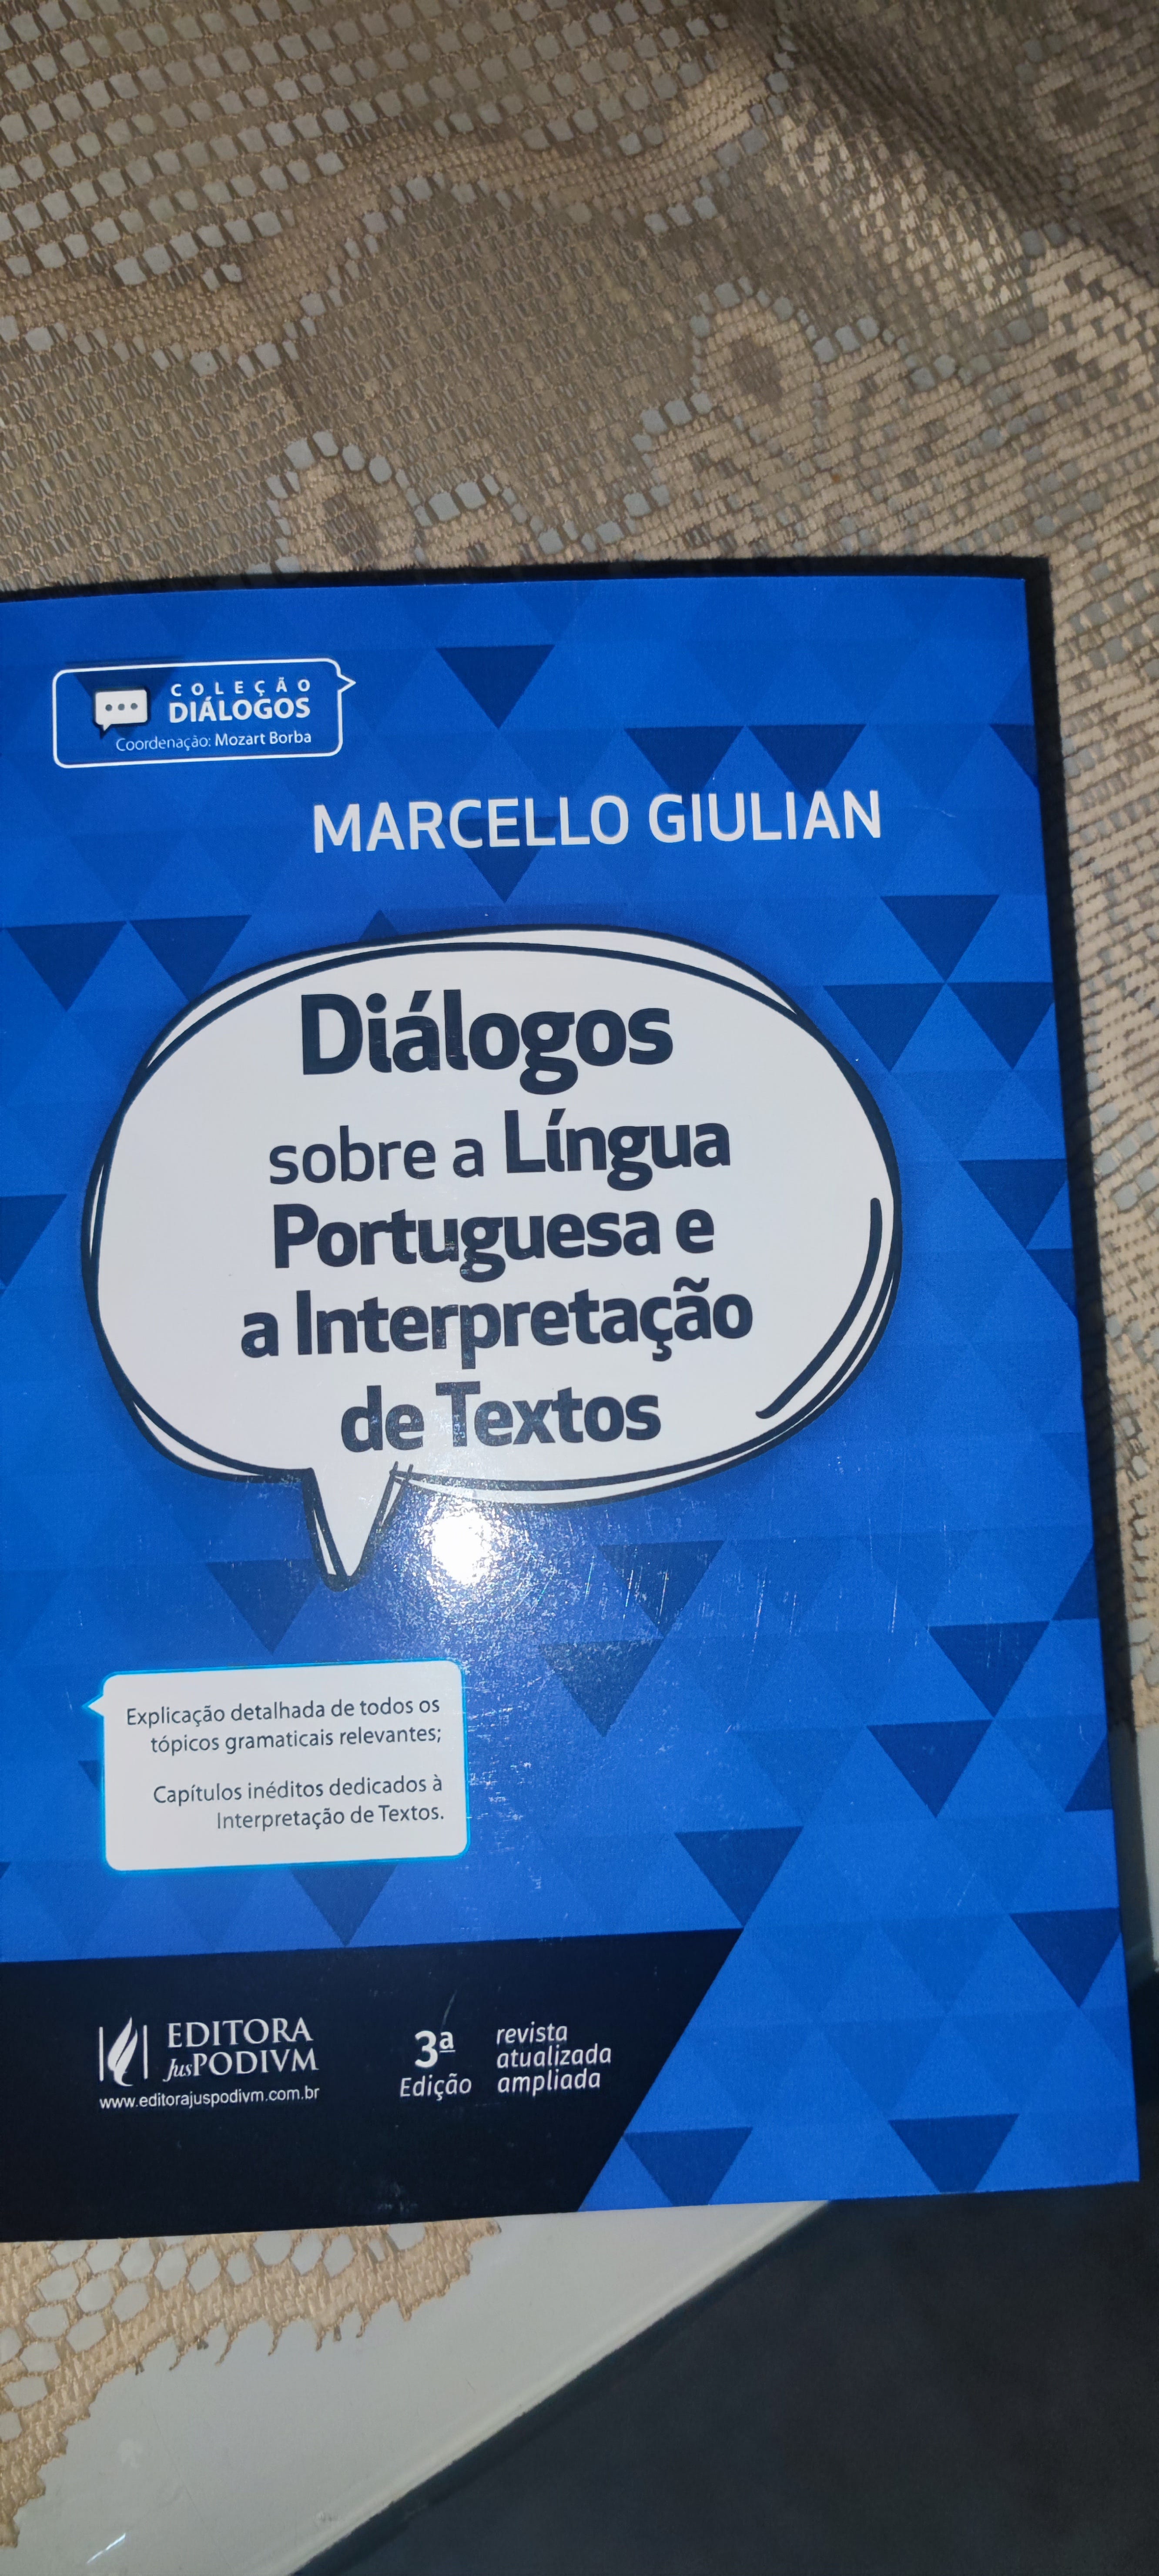 COLEÇÃO
DIÁLOGOS
Coordenação: Mozart Borba
MARCELLO GIULIAN
Diálogos
sobre a Língua
Portuguesa e
a Interpretação
de Textos
Explicação detalhada de todos os
tópicos gramaticais relevantes;
Capítulos inéditos dedicados à
Interpretação de Textos.
EDITORA
JusPODIVM
www.editorajuspodivm.com.br
3ª
Edição
revista
atualizada
ampliada